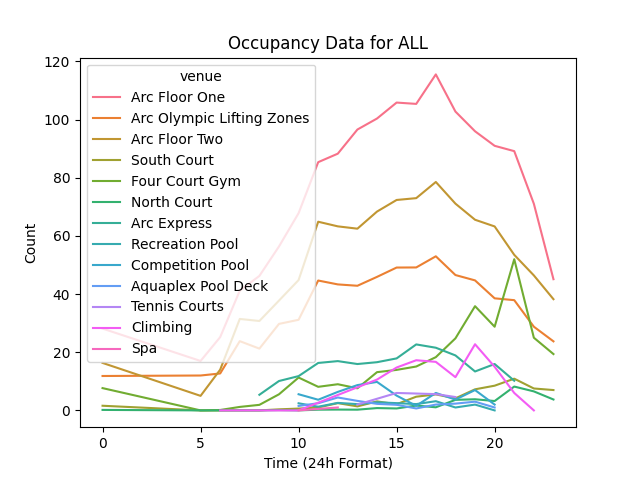 Occupancy Data for ALL
120
100
80
60
40
20
0
Count
venue
Arc Floor One
Arc Olympic Lifting Zones
Arc Floor Two
South Court
Four Court Gym
North Court
Arc Express
Recreation Pool
Competition Pool
Aquaplex Pool Deck
Tennis Courts
Climbing
Spa
0 5 10 15 20
Time (24h Format)